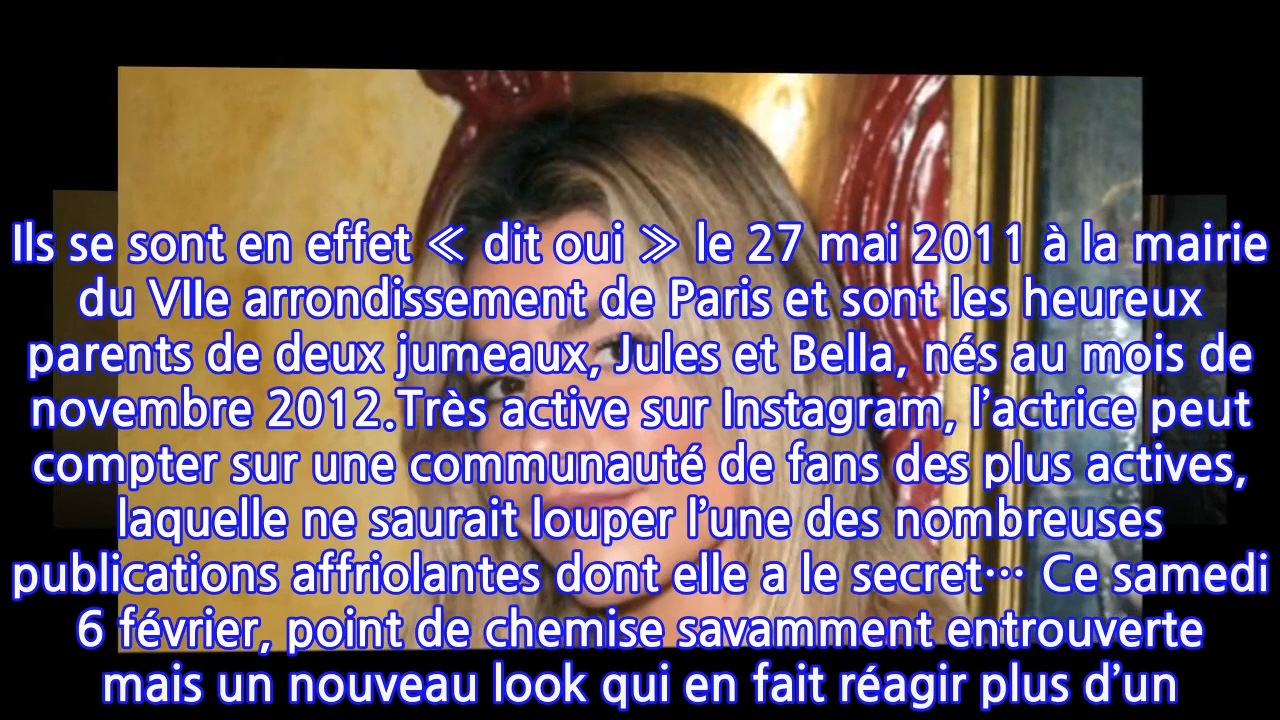 Ils se sont en effet ≪ dit oui ≫ le 27 mai 2011 à la mairie
du VIIe arrondissement de Paris et sont les heureux
parents de deux jumeaux, Jules et Bella, nés au mois de
novembre 2012.Très active sur Instagram, l’actrice peut
compter sur une communauté de fans des plus actives,
laquelle ne saurait louper l’une des nombreuses
publications affriolantes dont elle a le secret… Ce samedi
6 février, point de chemise savamment entrouverte
mais un nouveau look qui en fait réagir plus d’un